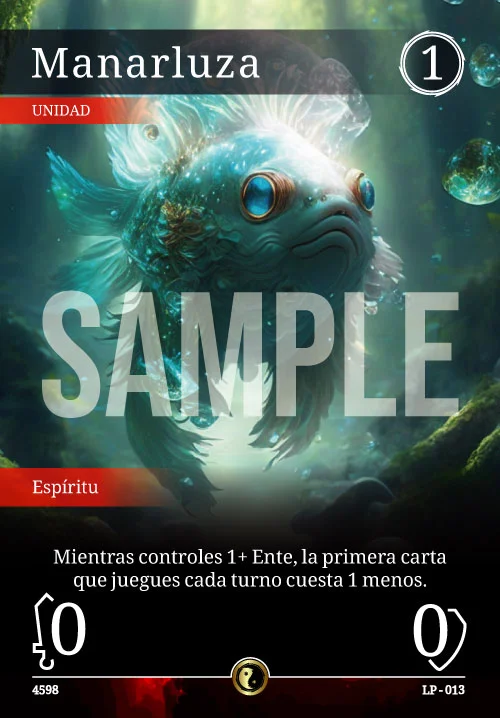 Manarluza
1
UNIDAD
SAMPLE
Espíritu
Mientras controles 1+ Ente, la primera carta
que juegues cada turno cuesta 1 menos.
0
0
4598
LP - 013